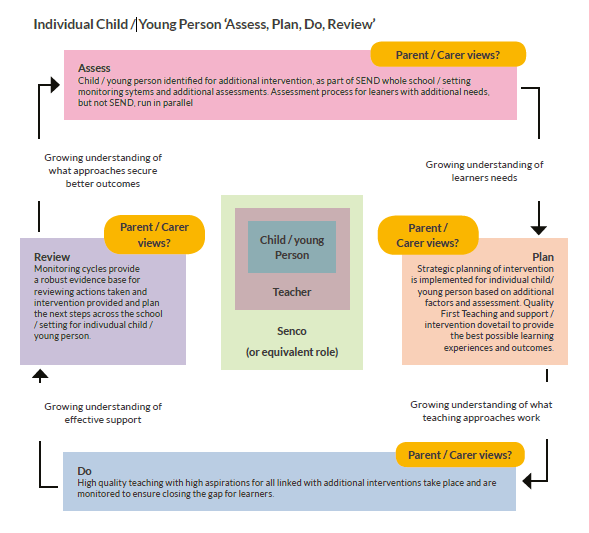 Individual Child / Young Person ‘Assess, Plan, Do, Review’
Parent / Carer views?
Assess
Child / young person identified for additional intervention, as part of SEND whole school / setting
monitoring sytems and additional assessments. Assessment process for leaners with additional needs,
but not SEND, run in parallel
Growing understanding of
what approaches secure
better outcomes
Growing understanding of
learners needs
Parent / Carer
views?
Review
Monitoring cycles provide
a robust evidence base for
reviewing actions taken and
intervention provided and plan
the next steps across the school
/ setting for indivudual child /
young person.
Child / young
Person
Teacher
Senco
(or equivalent role)
Parent /
Carer views?
Plan
Strategic planning of intervention
is implemented for individual child/
young person based on additional
factors and assessment. Quality
First Teaching and support /
intervention dovetail to provide
the best possible learning
experiences and outcomes.
Growing understanding of
effective support
Growing understanding of what
teaching approaches work
Parent / Carer views?
Do
High quality teaching with high aspirations for all linked with additional interventions take place and are
monitored to ensure closing the gap for learners.